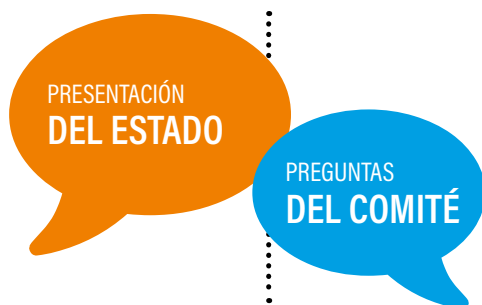 PRESENTACIÓN
DEL ESTADO
PREGUNTAS
DEL COMITÉ